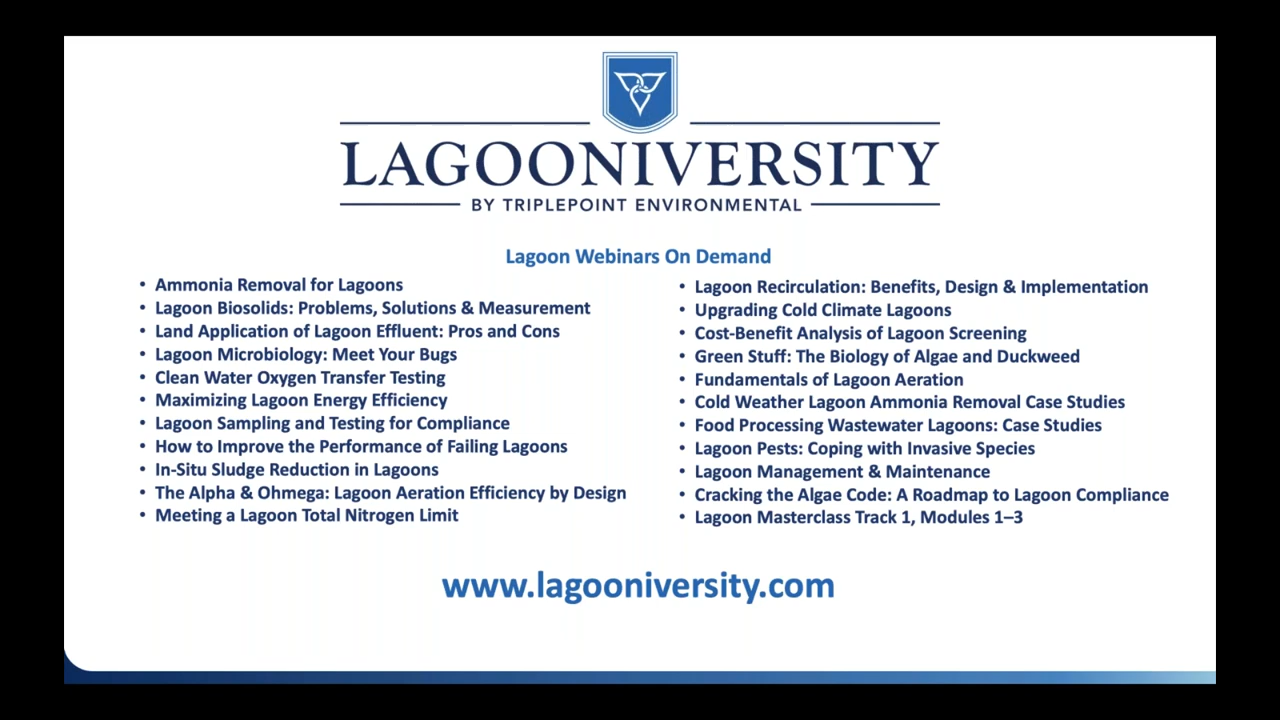 LAGOONIVERSITY
BY TRIPLEPOINT ENVIRONMENTAL
Lagoon Webinars On Demand
• Ammonia Removal for Lagoons
• Lagoon Biosolids: Problems, Solutions & Measurement
• Land Application of Lagoon Effluent: Pros and Cons
• Lagoon Microbiology: Meet Your Bugs
• Clean Water Oxygen Transfer Testing
• Maximizing Lagoon Energy Efficiency
• Lagoon Sampling and Testing for Compliance
• How to Improve the Performance of Failing Lagoons
• In-Situ Sludge Reduction in Lagoons
• The Alpha & Ohmega: Lagoon Aeration Efficiency by Design
• Meeting a Lagoon Total Nitrogen Limit
• Lagoon Recirculation: Benefits, Design & Implementation
• Upgrading Cold Climate Lagoons
• Cost-Benefit Analysis of Lagoon Screening
• Green Stuff: The Biology of Algae and Duckweed
• Fundamentals of Lagoon Aeration
• Cold Weather Lagoon Ammonia Removal Case Studies
• Food Processing Wastewater Lagoons: Case Studies
• Lagoon Pests: Coping with Invasive Species
• Lagoon Management & Maintenance
• Cracking the Algae Code: A Roadmap to Lagoon Compliance
• Lagoon Masterclass Track 1, Modules 1–3
www.lagooniversity.com